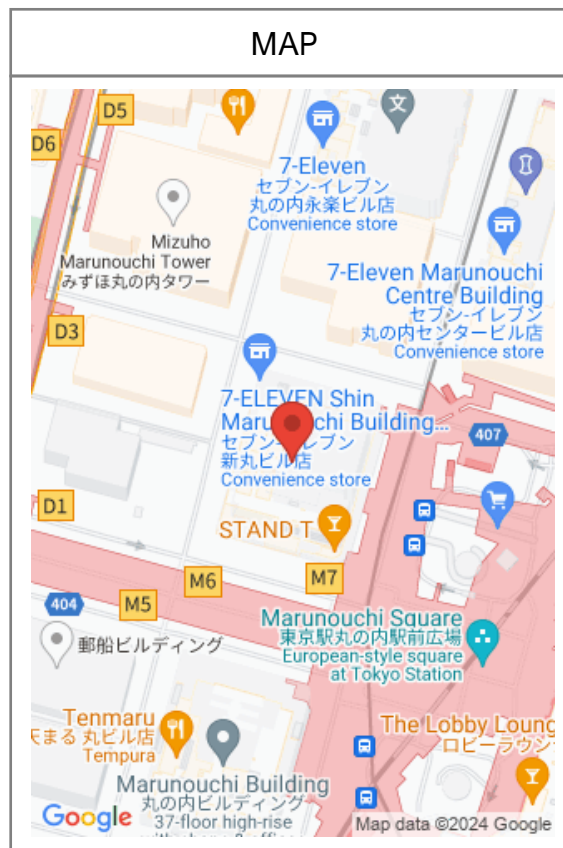 MAP
D5
D6
文
7-Eleven
セブン-イレブン
丸の内永楽ビル店
Convenience store
Mizuho
Marunouchi Tower
みずほ丸の内タワー
7-Eleven Marunouchi
Centre Building
セブン-イレブン
丸の内センタービル店
Convenience store
D3
7-ELEVEN Shin
Marunouchi Building...
セブン-イレブン
新丸ビル店
Convenience store
407
D1
STAND T
M6
M7
404
M5
Marunouchi Square
東京駅丸の内駅前広場
European-style square
at Tokyo Station
郵船ビルディング
Tenmaru
天まる 丸ビル店
Tempura
The Lobby Loung
ロビーラウン
Marunouchi Building
丸の内ビルディング
37-floor high-rise
Google
Map data ©2024 Google